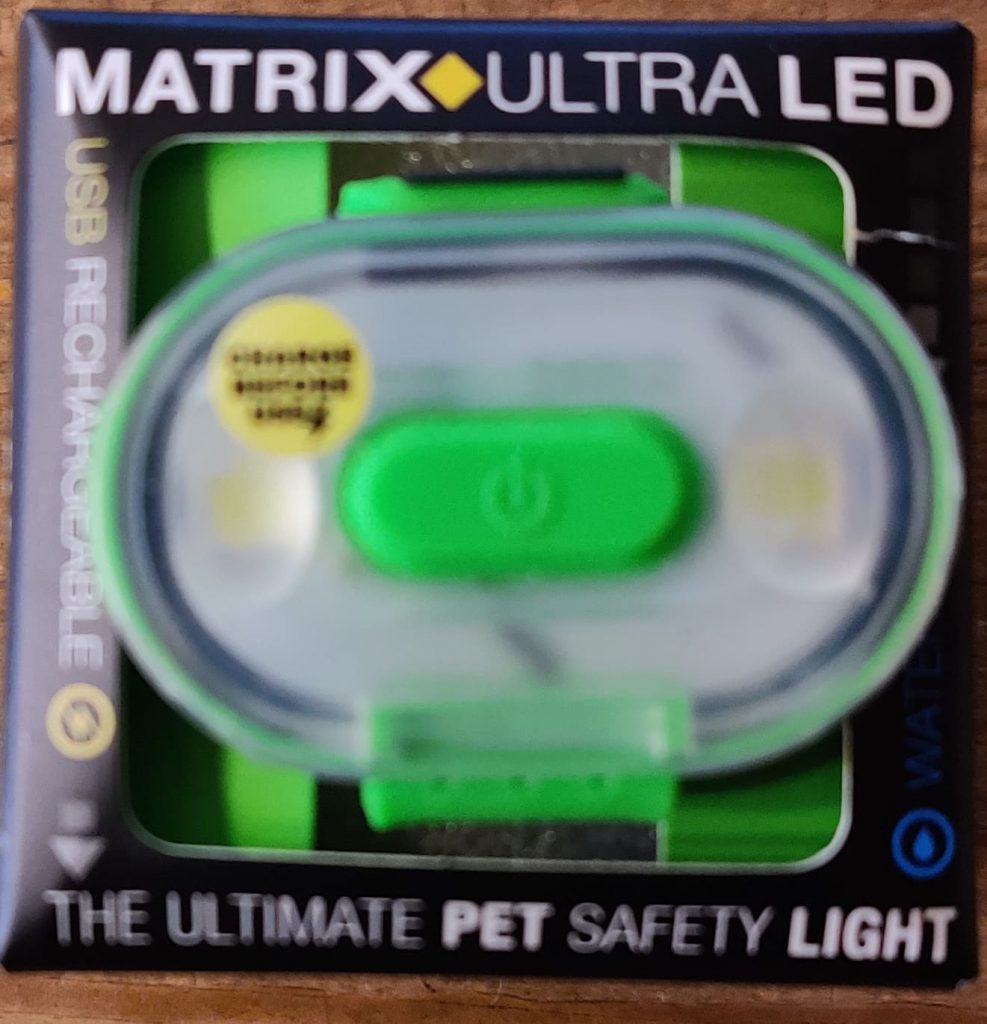 MATRIX ULTRA LED
USB RECHARGEABLE
THE ULTIMATE PET SAFETY LIGHT